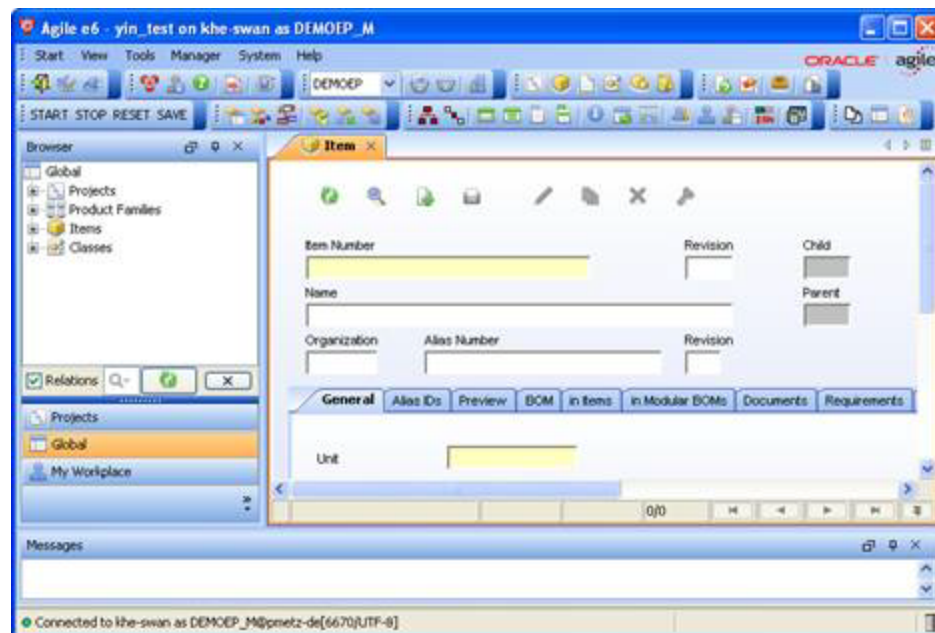 Agile e6 - yin_test on khe-swan as DEMOEP_M
Start View Tools Manager System Help
ORACLE agile
DEMOEP
START STOP RESET SAVE
Browser
Item
Global
Projects
Product Families
Items
Classes
Item Number Revision Child
Name Parent
Organization Alias Number Revision
Relations
General Alias IDs Preview BOM in Items in Modular BOMs Documents Requirements
Projects
Global
My Workplace
Unit
0/0
Messages
Connected to khe-swan as DEMOEP_M@pmetz-de[6670/UTF-8]